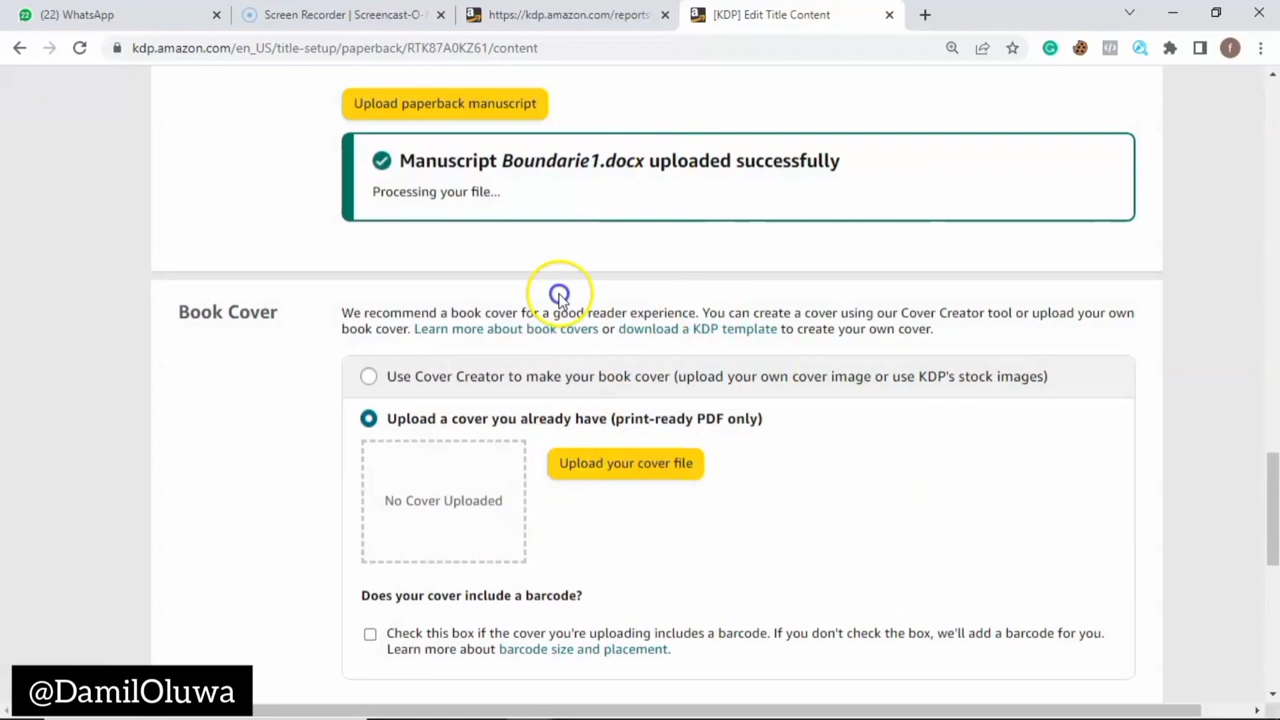 (22) WhatsApp
Screen Recorder | Screencast-O-
https://kdp.amazon.com/reports
[KDP] Edit Title Content
kdp.amazon.com/en_US/title-setup/paperback/RTK87A0KZ61/content
Upload paperback manuscript
Manuscript Boundarie1.docx uploaded successfully
Processing your file...
Book Cover
We recommend a book cover for a good reader experience. You can create a cover using our Cover Creator tool or upload your own
book cover. Learn more about book covers or download a KDP template to create your own cover.
Use Cover Creator to make your book cover (upload your own cover image or use KDP's stock images)
Upload a cover you already have (print-ready PDF only)
Upload your cover file
No Cover Uploaded
Does your cover include a barcode?
Check this box if the cover you're uploading includes a barcode. If you don't check the box, we'll add a barcode for you.
Learn more about barcode size and placement.
@DamilOluwa